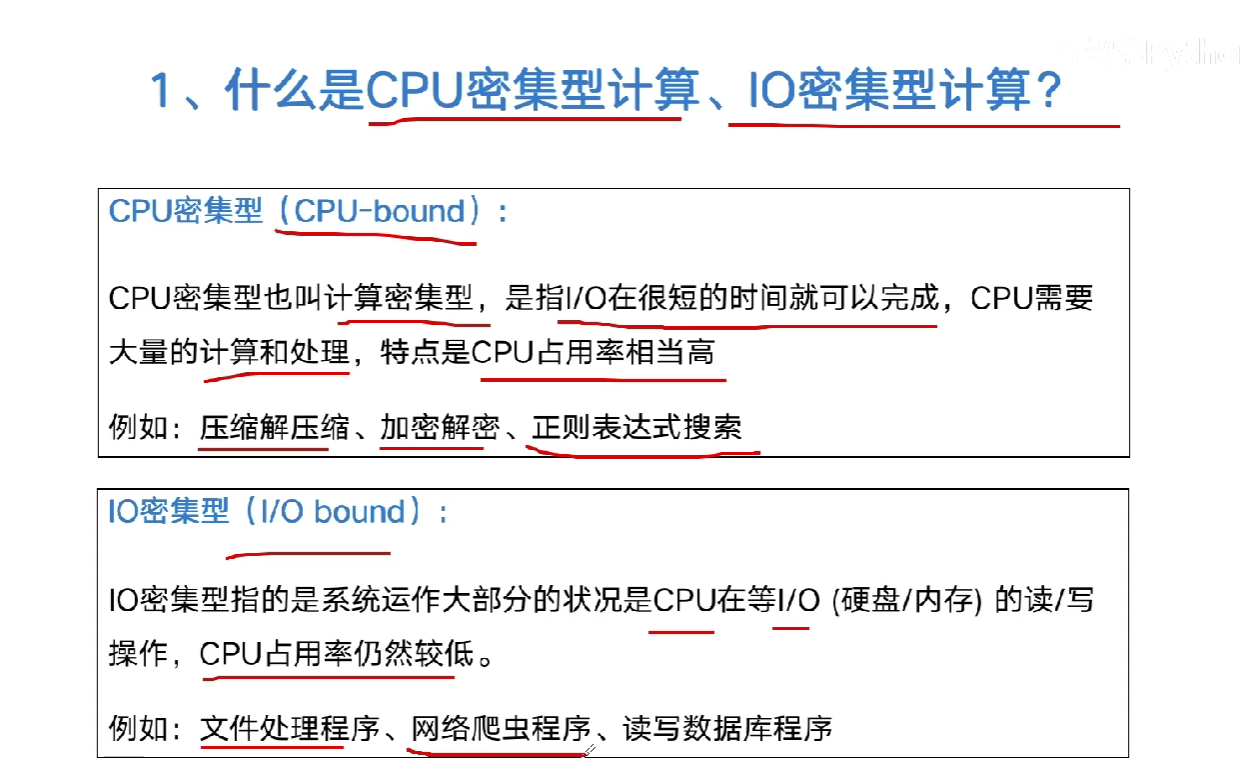 1、什么是CPU密集型计算、IO密集型计算？
CPU密集型（CPU-bound）：
CPU密集型也叫计算密集型，是指I/O在很短的时间就可以完成，CPU需要
大量的计算和处理，特点是CPU占用率相当高
例如：压缩解压缩、加密解密、正则表达式搜索
IO密集型（I/O bound）：
IO密集型指的是系统运作大部分的状况是CPU在等I/O (硬盘/内存) 的读/写
操作，CPU占用率仍然较低。
例如：文件处理程序、网络爬虫程序、读写数据库程序